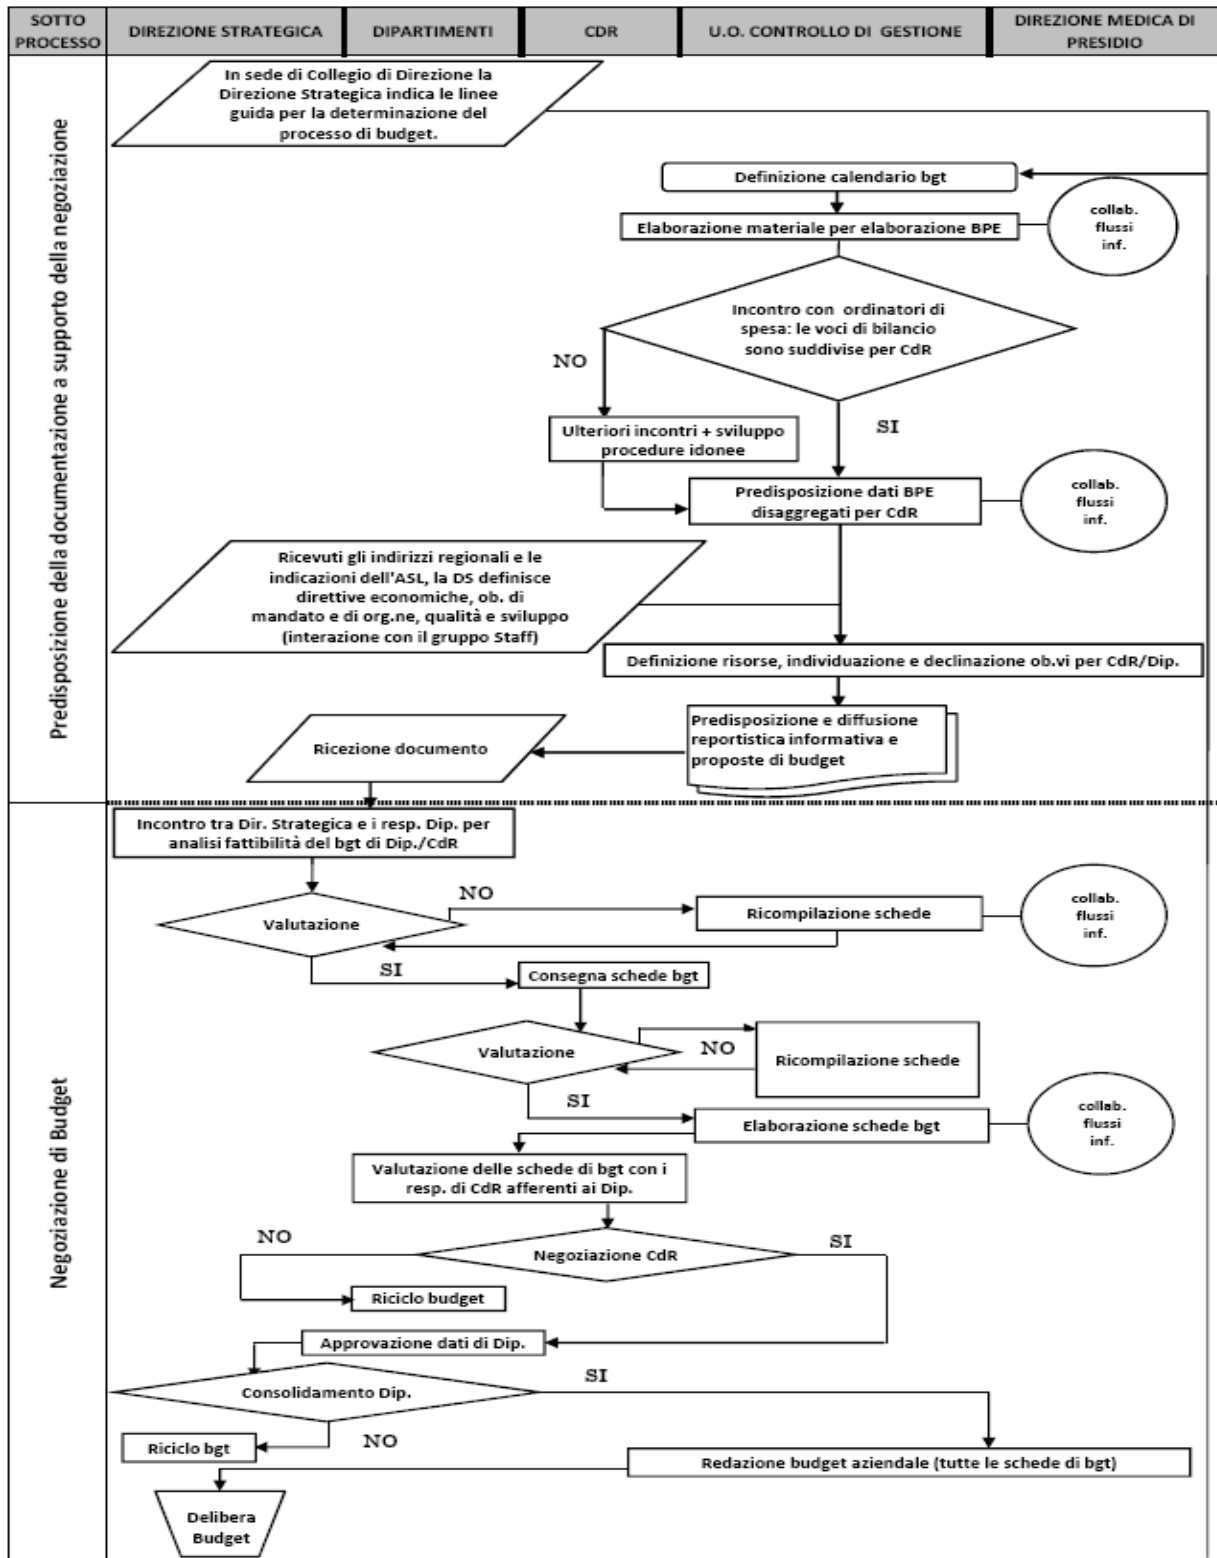 SOTTO
PROCESSO
DIREZIONE STRATEGICA
DIPARTIMENTI
CDR
U.O. CONTROLLO DI GESTIONE
DIREZIONE MEDICA DI
PRESIDIO
Predisposizione della documentazione a supporto della negoziazione
In sede di Collegio di Direzione la
Direzione Strategica indica le linee
guida per la determinazione del
processo di budget.
Definizione calendario bgt
Elaborazione materiale per elaborazione BPE
collab.
flussi
inf.
Incontro con ordinatori di
spesa: le voci di bilancio
sono suddivise per CdR
NO
SI
Ulteriori incontri + sviluppo
procedure idonee
Predisposizione dati BPE
disaggregati per CdR
collab.
flussi
inf.
Ricevuti gli indirizzi regionali e le
indicazioni dell'ASL, la DS definisce
direttive economiche, ob. di
mandato e di org.ne, qualità e sviluppo
(interazione con il gruppo Staff)
Definizione risorse, individuazione e declinazione ob.vi per CdR/Dip.
Predisposizione e diffusione
reportistica informativa e
proposte di budget
Ricezione documento
Negoziazione di Budget
Incontro tra Dir. Strategica e i resp. Dip. per
analisi fattibilità del bgt di Dip./CdR
Valutazione
NO
Ricompilazione schede
collab.
flussi
inf.
SI
Consegna schede bgt
Valutazione
NO
Ricompilazione schede
SI
Elaborazione schede bgt
collab.
flussi
inf.
Valutazione delle schede di bgt con i
resp. di CdR afferenti ai Dip.
NO
Negoziazione CdR
SI
Riciclo budget
Approvazione dati di Dip.
Consolidamento Dip.
SI
Riciclo bgt
NO
Redazione budget aziendale (tutte le schede di bgt)
Delibera
Budget